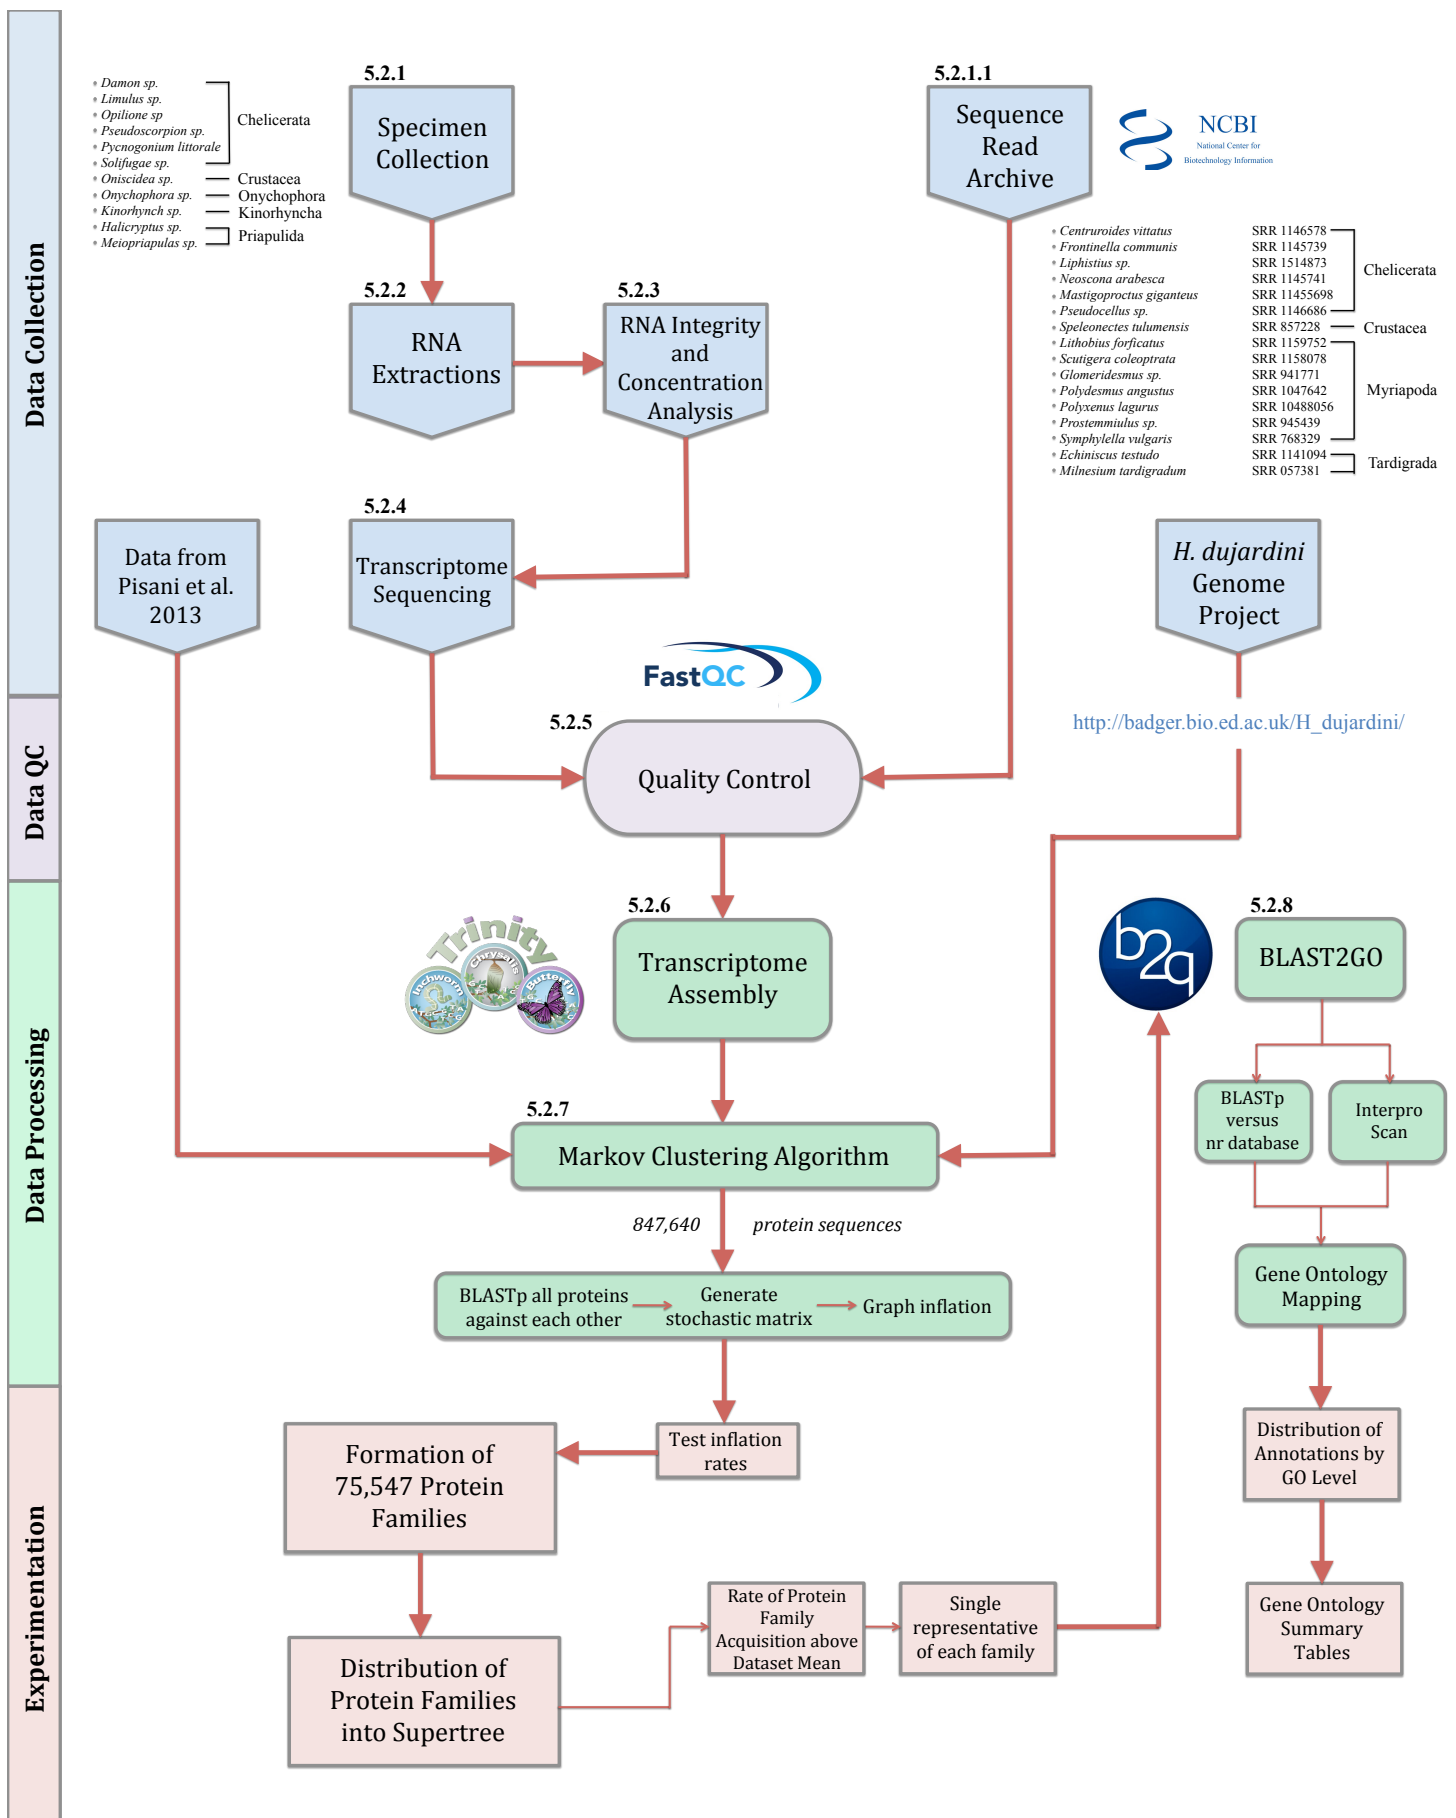 Data Collection
Data QC
Data Processing
Experimentation
Damon sp.
Limulus sp.
Opilione sp
Pseudoscorpion sp.
Pycnogonium littorale
Solifugae sp.
Oniscidea sp.
Onychophora sp.
Kinorhynch sp.
Halicryptus sp.
Meiopriapulas sp.
Chelicerata
Crustacea
Onychophora
Kinorhyncha
Priapulida
5.2.1
Specimen
Collection
5.2.1.1
Sequence
Read
Archive
NCBI
National Center for
Biotechnology Information
Centruroides vittatus SRR 1146578
Frontinella communis SRR 1145739
Liphistius sp. SRR 1514873
Neoscona arabesca SRR 1145741
Mastigoproctus giganteus SRR 11455698
Pseudocellus sp. SRR 1146686
Speleonectes tulumensis SRR 857228
Lithobius forficatus SRR 1159752
Scutigera coleoptrata SRR 1158078
Glomeridesmus sp. SRR 941771
Polydesmus angustus SRR 1047642
Polyxenus lagurus SRR 10488056
Prostemmiulus sp. SRR 945439
Symphylella vulgaris SRR 768329
Echiniscus testudo SRR 1141094
Milnesium tardigradum SRR 057381
Chelicerata
Crustacea
Myriapoda
Tardigrada
5.2.2
RNA
Extractions
5.2.3
RNA Integrity
and
Concentration
Analysis
5.2.4
Transcriptome
Sequencing
Data from
Pisani et al.
2013
H. dujardini
Genome
Project
http://badger.bio.ed.ac.uk/H_dujardini/
FastQC
5.2.5
Quality Control
5.2.6
Transcriptome
Assembly
Trinity
Inchworm
Chrysalis
Butterfly
b2g
5.2.8
BLAST2GO
BLASTp
versus
nr database
Interpro
Scan
Gene Ontology
Mapping
5.2.7
Markov Clustering Algorithm
847,640 protein sequences
BLASTp all proteins
against each other
Generate
stochastic matrix
Graph inflation
Test inflation
rates
Formation of
75,547 Protein
Families
Distribution of
Protein Families
into Supertree
Rate of Protein
Family
Acquisition above
Dataset Mean
Single
representative
of each family
Distribution of
Annotations by
GO Level
Gene Ontology
Summary
Tables